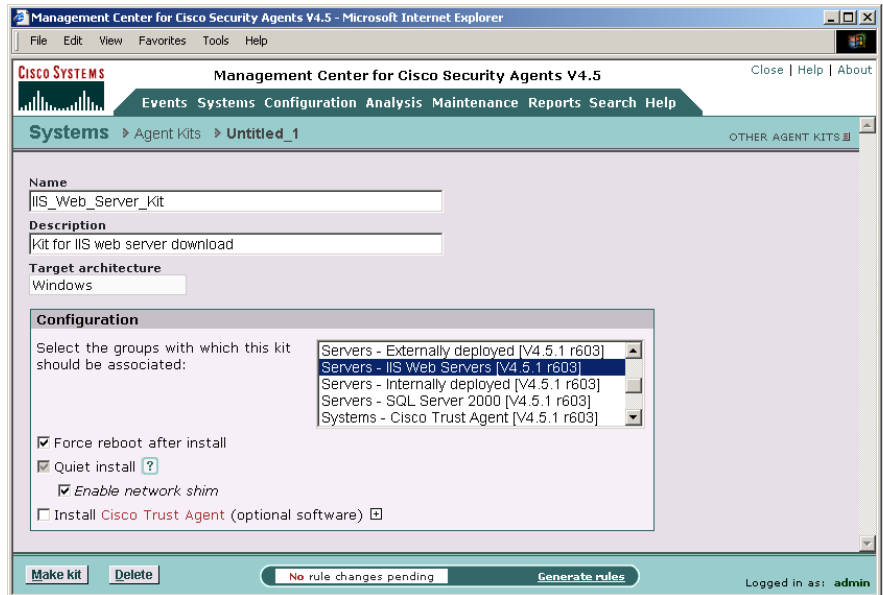 Management Center for Cisco Security Agents V4.5 - Microsoft Internet Explorer
File Edit View Favorites Tools Help
CISCO SYSTEMS
Management Center for Cisco Security Agents V4.5
Close | Help | About
Events Systems Configuration Analysis Maintenance Reports Search Help
Systems Agent Kits Untitled_1
OTHER AGENT KITS
Name
IIS_Web_Server_Kit
Description
Kit for IIS web server download
Target architecture
Windows
Configuration
Select the groups with which this kit
should be associated:
Servers - Externally deployed [V4.5.1 r603]
Servers - IIS Web Servers [V4.5.1 r603]
Servers - Internally deployed [V4.5.1 r603]
Servers - SQL Server 2000 [V4.5.1 r603]
Systems - Cisco Trust Agent [V4.5.1 r603]
Force reboot after install
Quiet install ?
Enable network shim
Install Cisco Trust Agent (optional software)
Make kit Delete
No rule changes pending Generate rules
Logged in as: admin